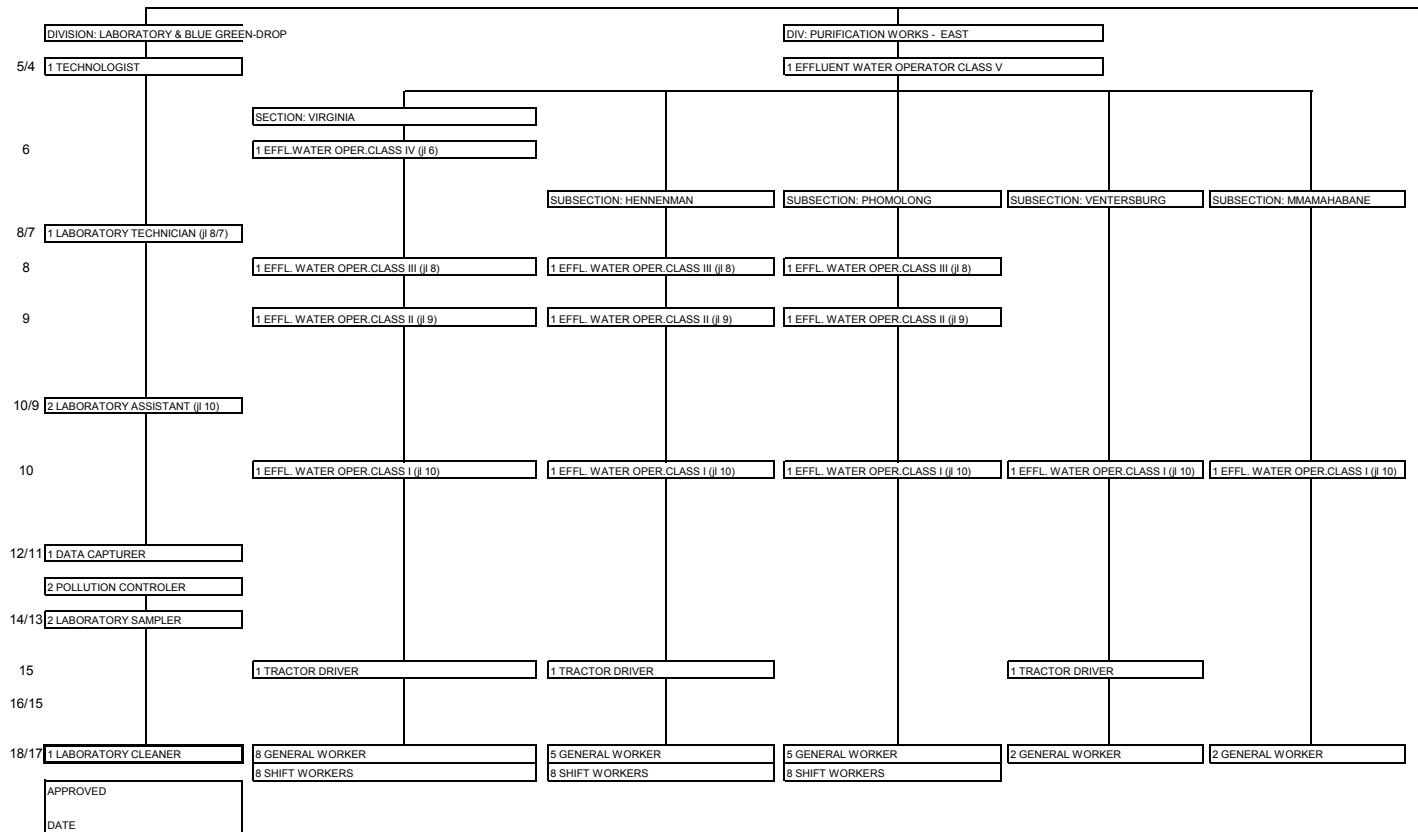 DIVISION: LABORATORY & BLUE GREEN-DROP
DIV: PURIFICATION WORKS - EAST
5/4
1 TECHNOLOGIST
1 EFFLUENT WATER OPERATOR CLASS V
SECTION: VIRGINIA
6
1 EFFL.WATER OPER.CLASS IV (jl 6)
SUBSECTION: HENNENMAN
SUBSECTION: PHOMOLONG
SUBSECTION: VENTERSBURG
SUBSECTION: MMAMAHABANE
8/7
1 LABORATORY TECHNICIAN (jl 8/7)
8
1 EFFL. WATER OPER.CLASS III (jl 8)
1 EFFL. WATER OPER.CLASS III (jl 8)
1 EFFL. WATER OPER.CLASS III (jl 8)
9
1 EFFL. WATER OPER.CLASS II (jl 9)
1 EFFL. WATER OPER.CLASS II (jl 9)
1 EFFL. WATER OPER.CLASS II (jl 9)
10/9
2 LABORATORY ASSISTANT (jl 10)
10
1 EFFL. WATER OPER.CLASS I (jl 10)
1 EFFL. WATER OPER.CLASS I (jl 10)
1 EFFL. WATER OPER.CLASS I (jl 10)
1 EFFL. WATER OPER.CLASS I (jl 10)
1 EFFL. WATER OPER.CLASS I (jl 10)
12/11
1 DATA CAPTURER
2 POLLUTION CONTROLER
14/13
2 LABORATORY SAMPLER
15
1 TRACTOR DRIVER
1 TRACTOR DRIVER
1 TRACTOR DRIVER
16/15
18/17
1 LABORATORY CLEANER
8 GENERAL WORKER
5 GENERAL WORKER
5 GENERAL WORKER
2 GENERAL WORKER
2 GENERAL WORKER
8 SHIFT WORKERS
8 SHIFT WORKERS
8 SHIFT WORKERS
APPROVED
DATE